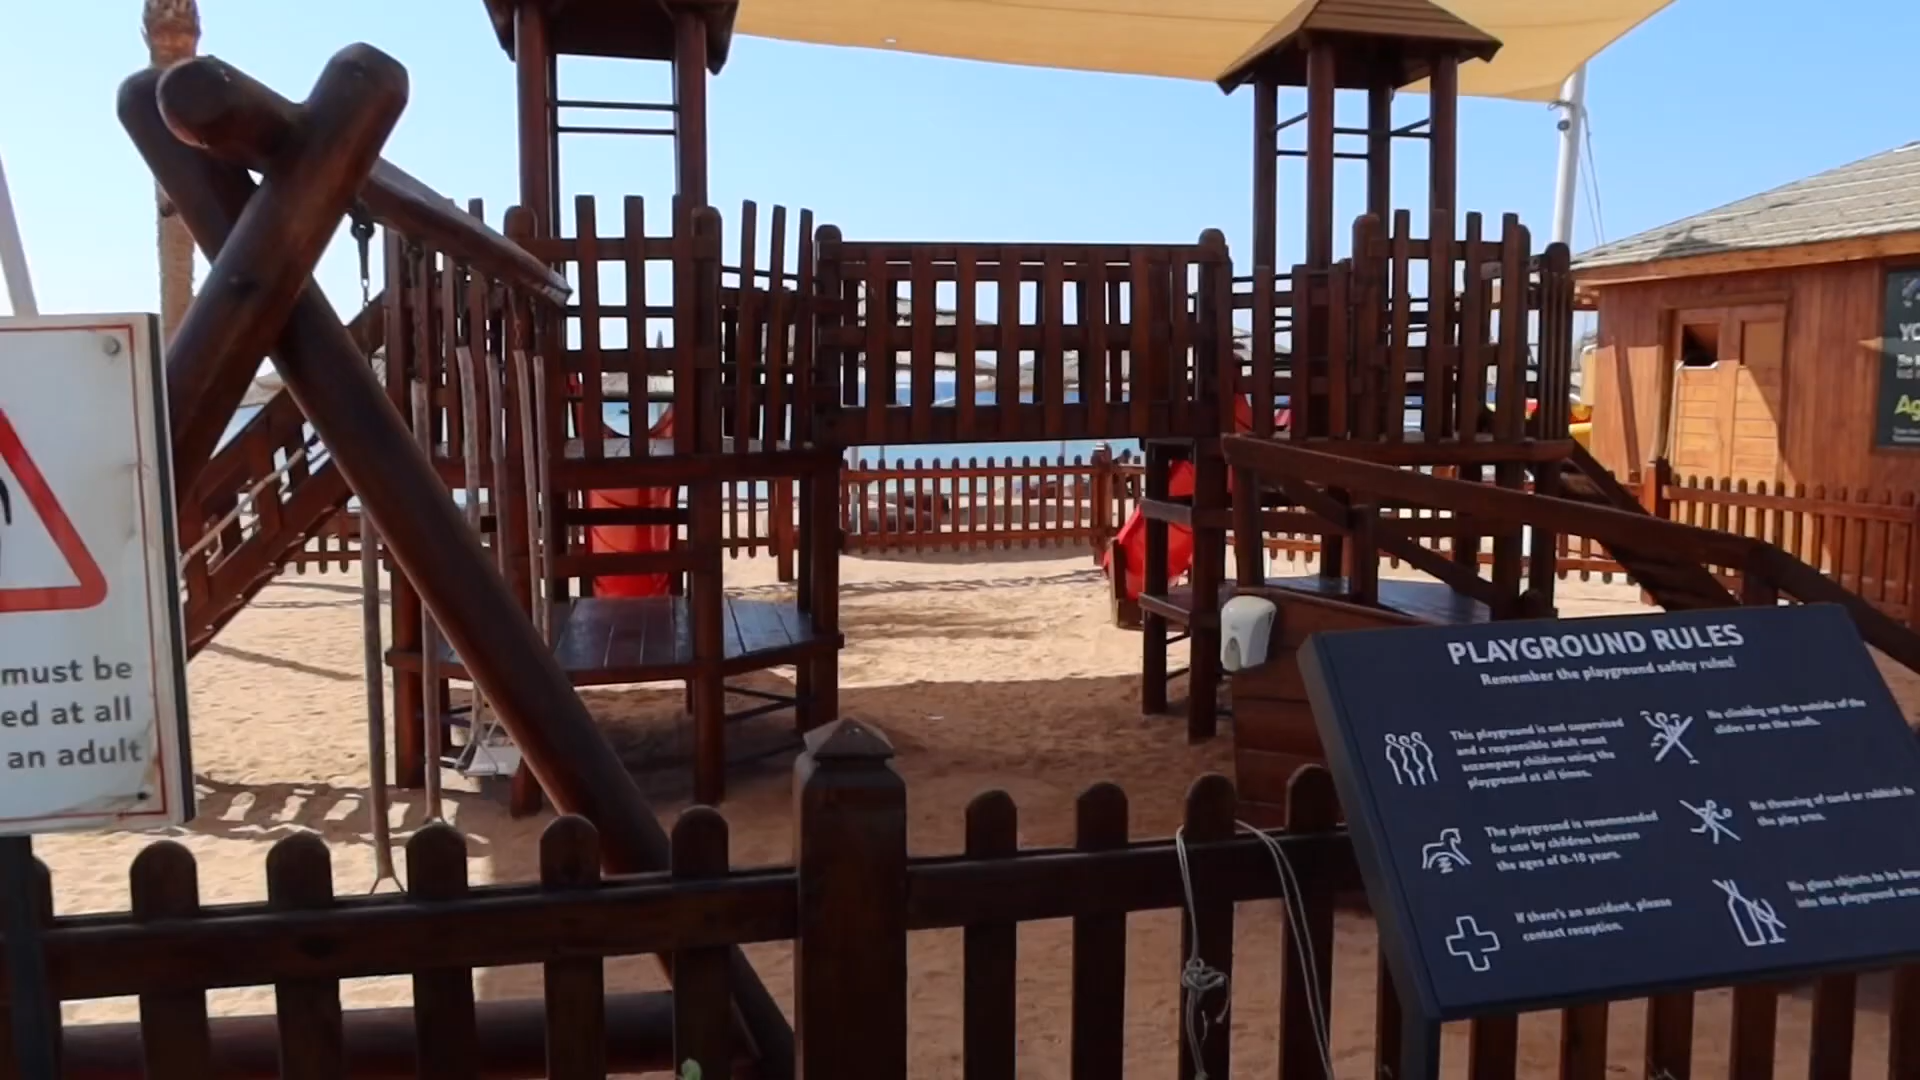 must be
ed at all
an adult
PLAYGROUND RULES
Remember the playground safety rules!
This playground is not supervised
and a responsible adult must
accompany children using the
playground at all times.
No climbing up the outside of the
slides or on the roofs.
The playground is recommended
for use by children between
the ages of 0-10 years.
No throwing of sand or rubbish in
the play area.
If there's an accident, please
contact reception.
No glass objects to be
into the playground area.
YO
Ag